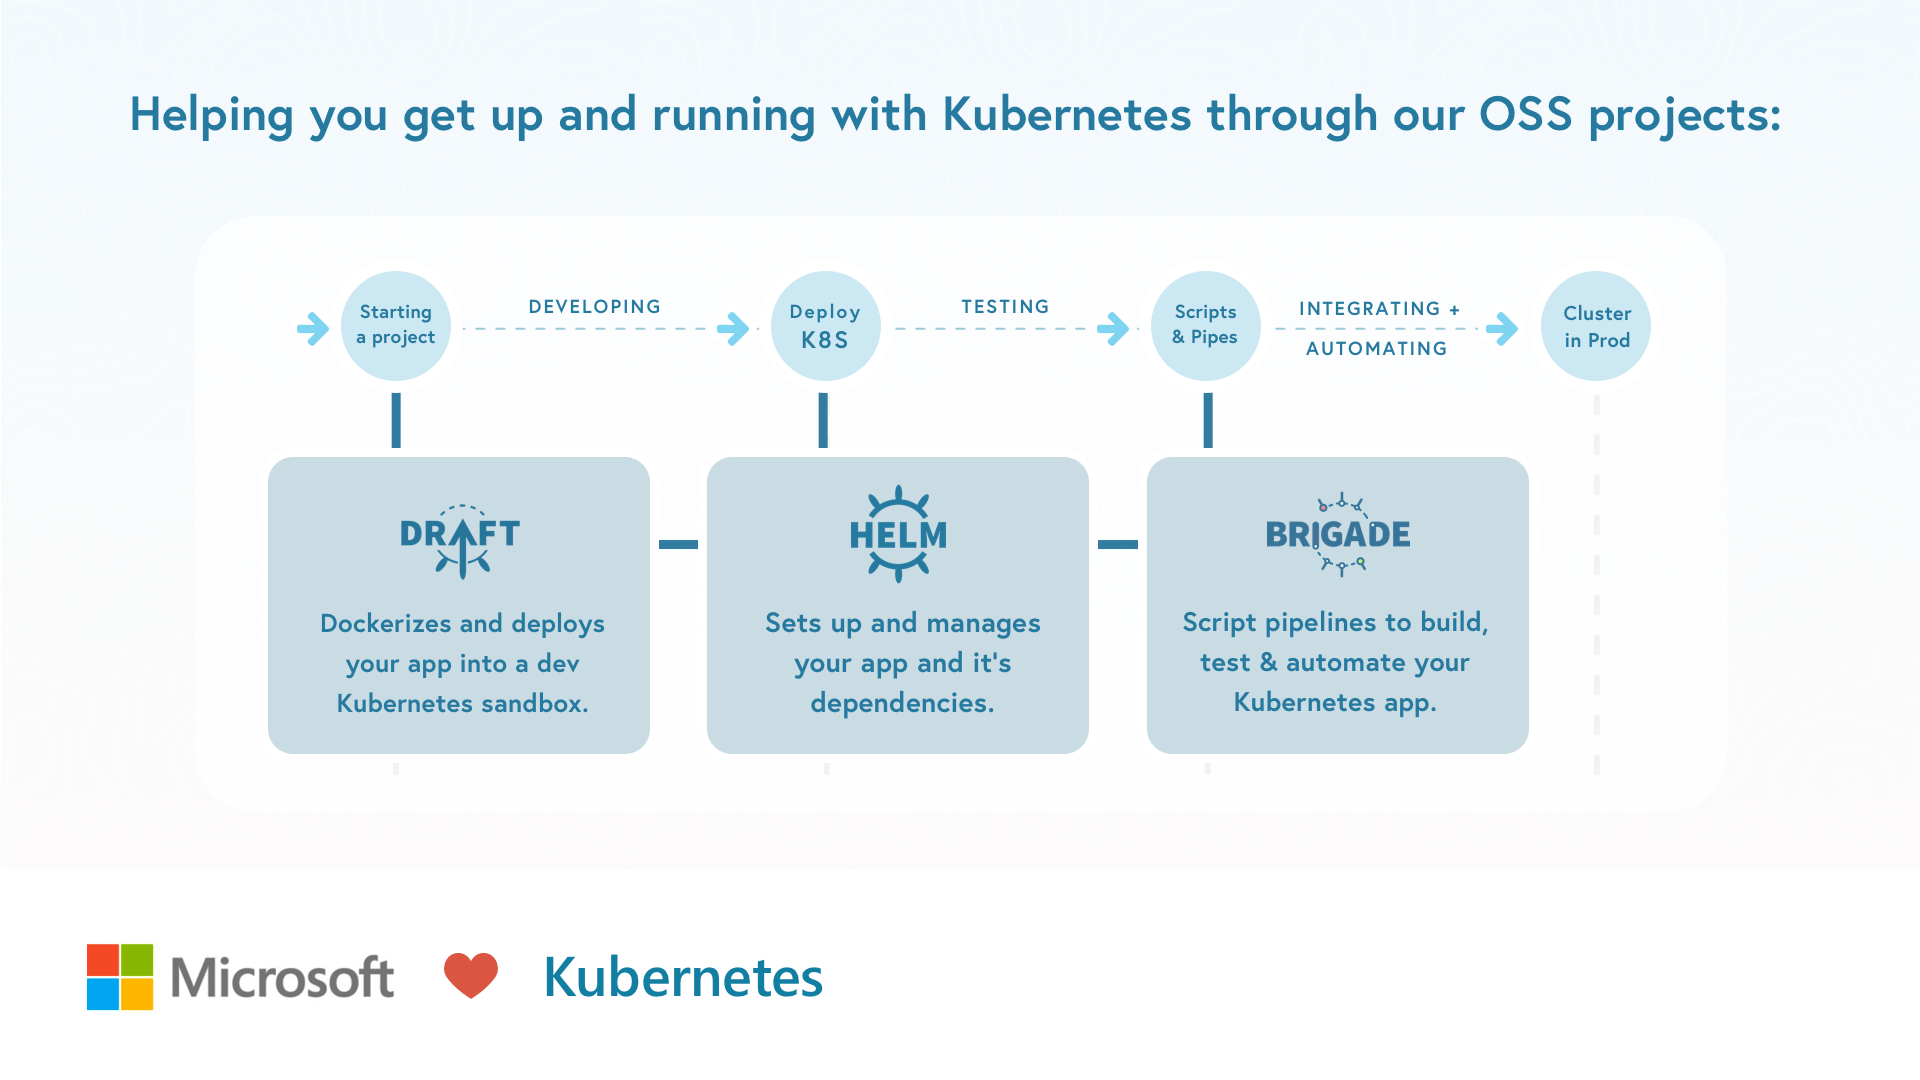 Helping you get up and running with Kubernetes through our OSS projects:
Starting
a project
DEVELOPING
Deploy
K8S
TESTING
Scripts
& Pipes
INTEGRATING +
AUTOMATING
Cluster
in Prod
DRAFT
Dockerizes and deploys
your app into a dev
Kubernetes sandbox.
HELM
Sets up and manages
your app and it's
dependencies.
BRIGADE
Script pipelines to build,
test & automate your
Kubernetes app.
Microsoft Kubernetes